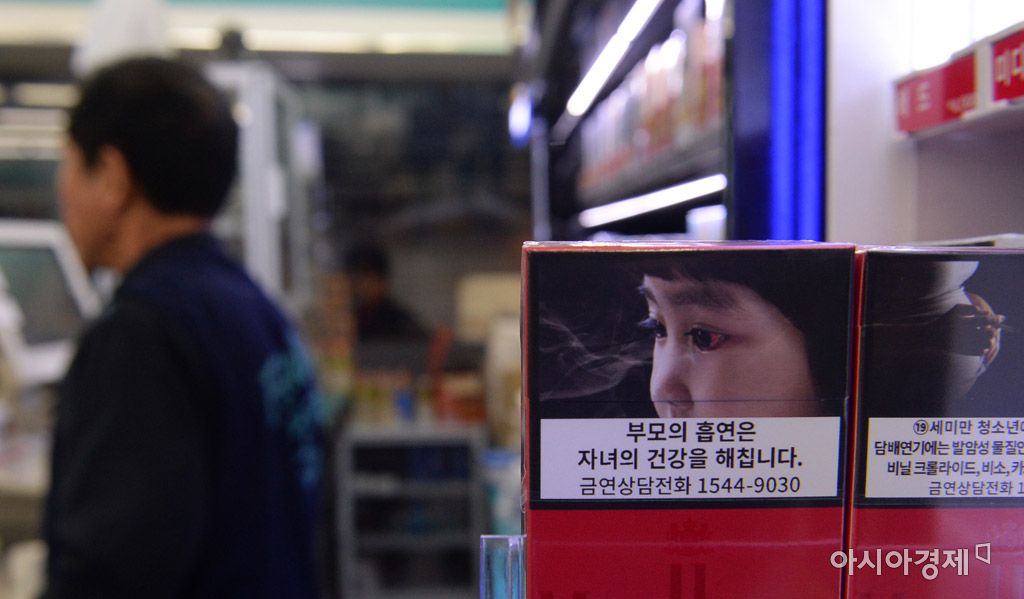 부모의 흡연은
자녀의 건강을 해칩니다.
금연상담전화 1544-9030
⑲세미만 청소년
담배연기에는 발암성 물질인
비닐 크롤라이드, 비소, 카
금연상담전화 1
아시아경제